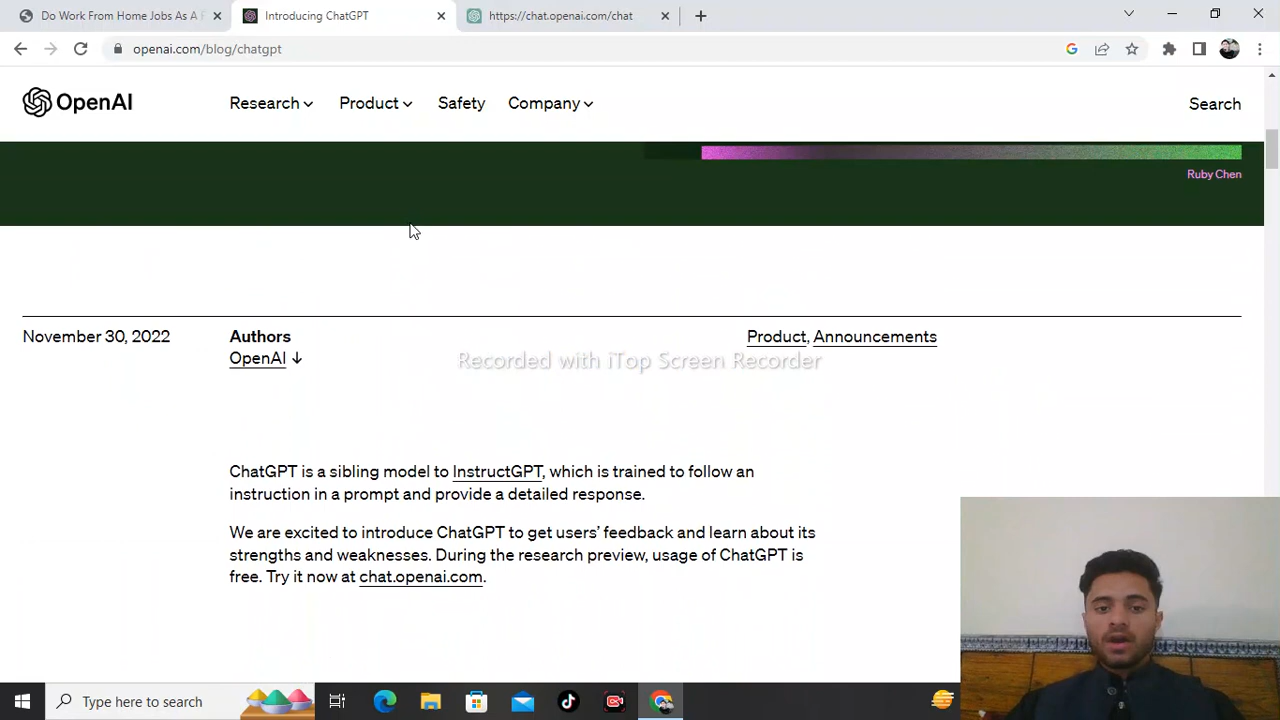 Do Work From Home Jobs As A F
Introducing ChatGPT
https://chat.openai.com/chat
openai.com/blog/chatgpt
OpenAI
Research
Product
Safety
Company
Search
Ruby Chen
November 30, 2022
Authors
OpenAI ↓
Product, Announcements
Recorded with iTop Screen Recorder
ChatGPT is a sibling model to InstructGPT, which is trained to follow an
instruction in a prompt and provide a detailed response.
We are excited to introduce ChatGPT to get users’ feedback and learn about its
strengths and weaknesses. During the research preview, usage of ChatGPT is
free. Try it now at chat.openai.com.
Type here to search